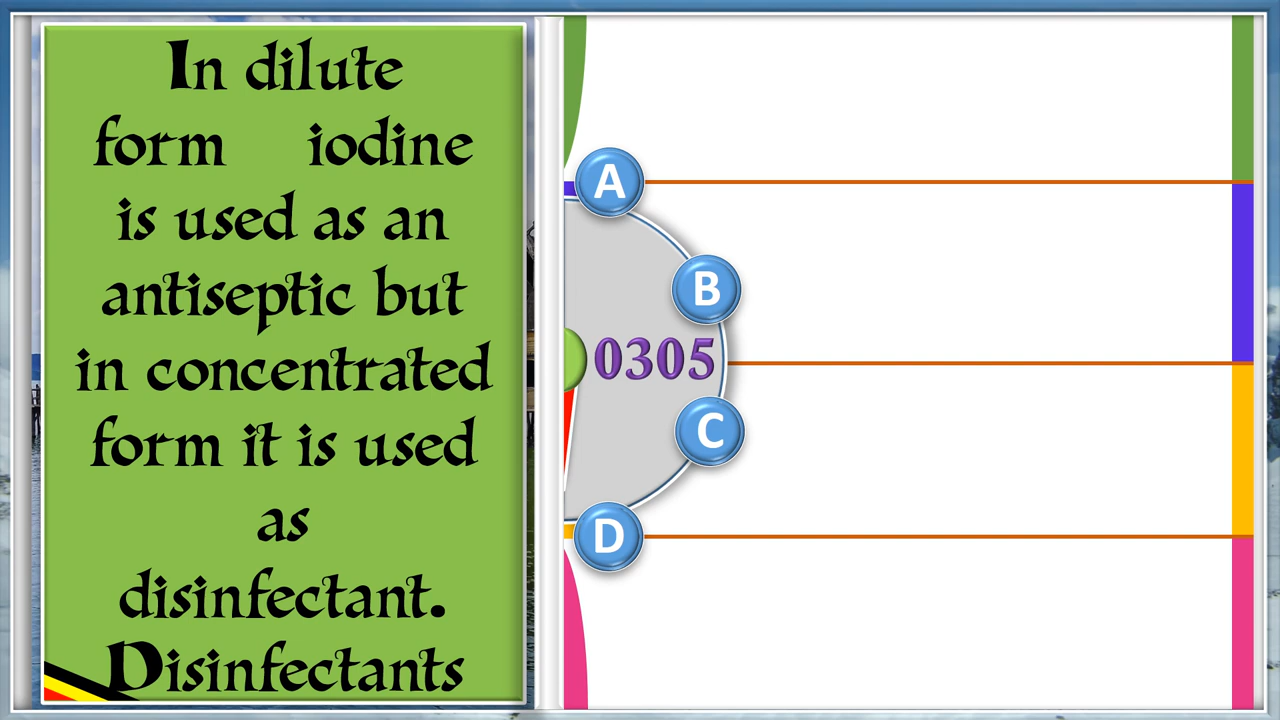 In dilute
form iodine
is used as an
antiseptic but
in concentrated
form it is used
as
disinfectant.
Disinfectants
A
B
0305
C
D